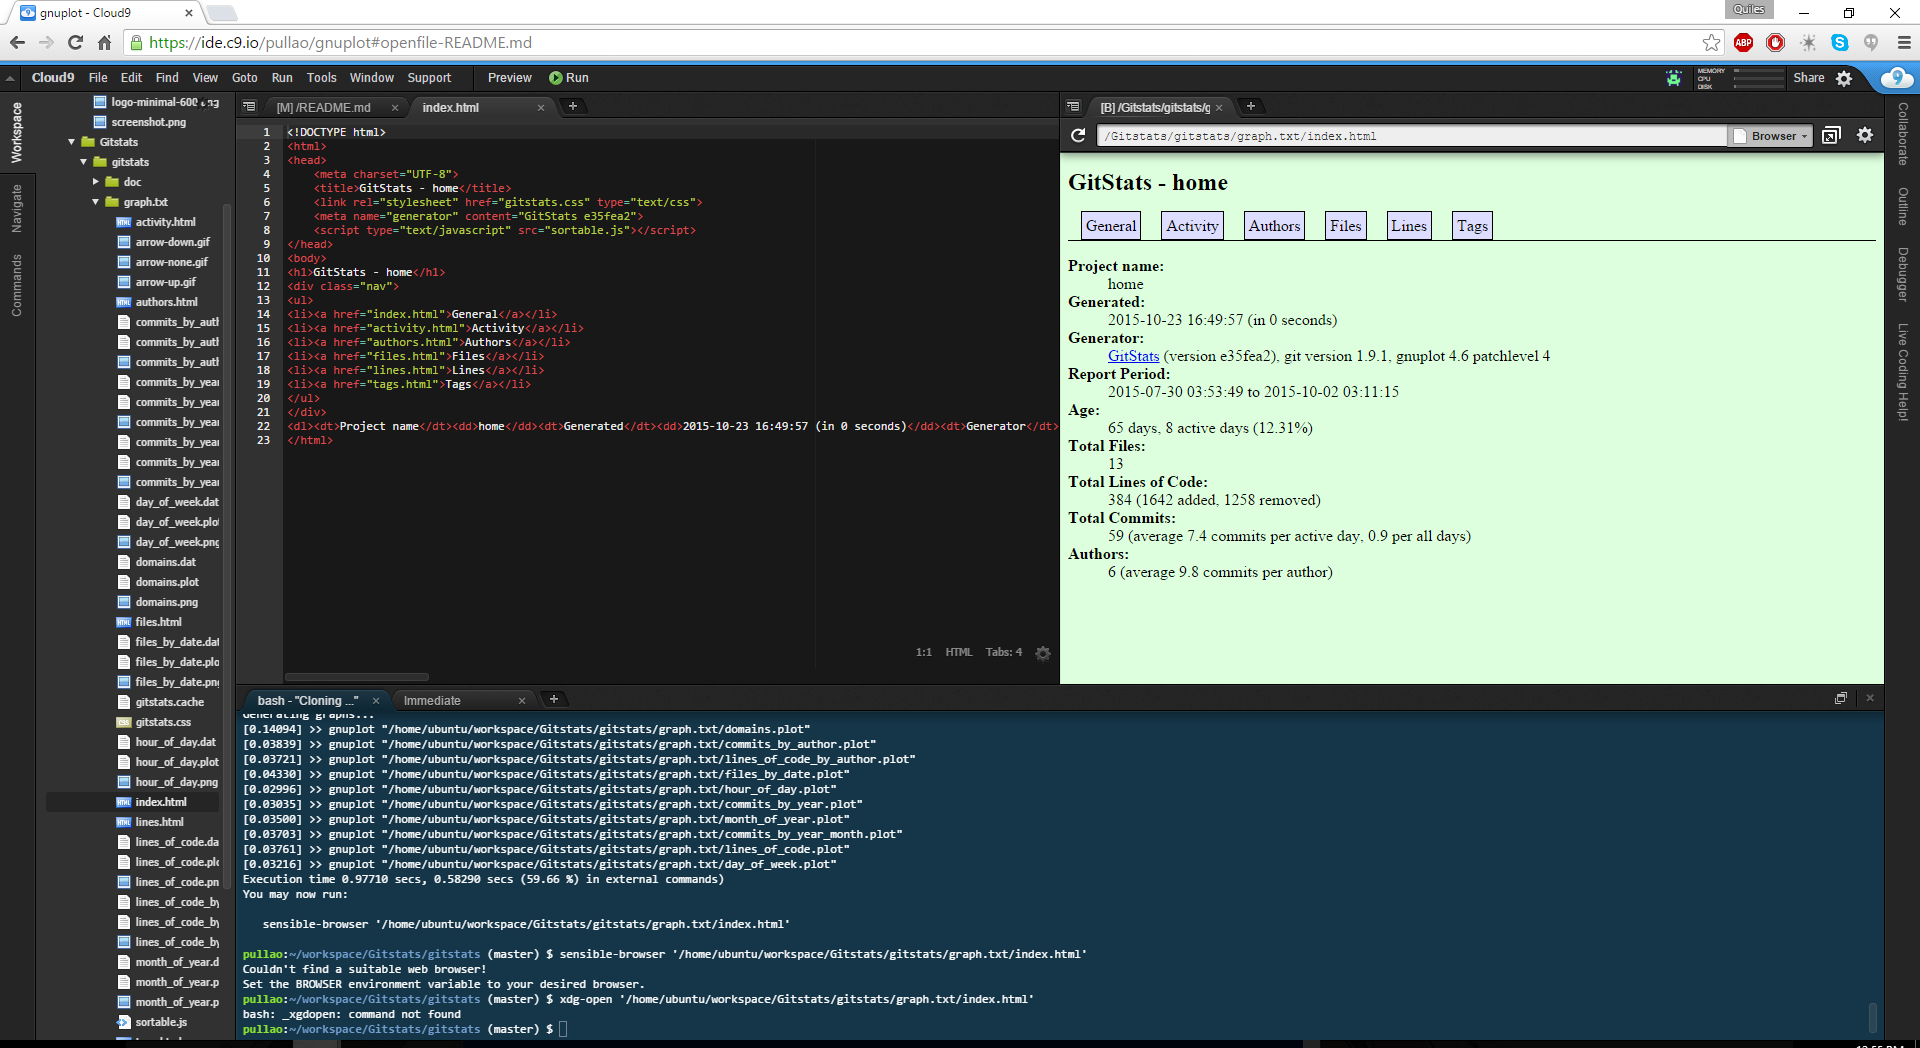 gnuplot - Cloud9
Quiles
https://ide.c9.io/pullao/gnuplot#openfile-README.md
ABP
Cloud9 File Edit Find View Goto Run Tools Window Support Preview Run
MEMORY
CPU
DISK
Share
Workspace
Navigate
Commands
screenshot.png
Gitstats
gitstats
doc
graph.txt
activity.html
arrow-down.gif
arrow-none.gif
arrow-up.gif
authors.html
commits_by_auth
commits_by_auth
commits_by_auth
commits_by_year
commits_by_year
commits_by_year
commits_by_year
commits_by_year
commits_by_year
day_of_week.dat
day_of_week.plo
day_of_week.png
domains.dat
domains.plot
domains.png
files.html
files_by_date.dat
files_by_date.plo
files_by_date.png
gitstats.cache
gitstats.css
hour_of_day.dat
hour_of_day.plot
hour_of_day.png
index.html
lines.html
lines_of_code.da
lines_of_code.plo
lines_of_code.pn
lines_of_code_by
lines_of_code_by
lines_of_code_by
month_of_year.d
month_of_year.p
month_of_year.p
sortable.js
[M] /README.md
index.html
1 <!DOCTYPE html>
2 <html>
3 <head>
4 <meta charset="UTF-8">
5 <title>GitStats - home</title>
6 <link rel="stylesheet" href="gitstats.css" type="text/css">
7 <meta name="generator" content="GitStats e35fea2">
8 <script type="text/javascript" src="sortable.js"></script>
9 </head>
10 <body>
11 <h1>GitStats - home</h1>
12 <div class="nav">
13 <ul>
14 <li><a href="index.html">General</a></li>
15 <li><a href="activity.html">Activity</a></li>
16 <li><a href="authors.html">Authors</a></li>
17 <li><a href="files.html">Files</a></li>
18 <li><a href="lines.html">Lines</a></li>
19 <li><a href="tags.html">Tags</a></li>
20 </ul>
21 </div>
22 <dl><dt>Project name</dt><dd>home</dd><dt>Generated</dt><dd>2015-10-23 16:49:57 (in 0 seconds)</dd><dt>Generator</dt>
23 </html>
1:1 HTML Tabs: 4
[B] /Gitstats/gitstats/g
/Gitstats/gitstats/graph.txt/index.html
Browser
GitStats - home
General Activity Authors Files Lines Tags
Project name:
home
Generated:
2015-10-23 16:49:57 (in 0 seconds)
Generator:
GitStats (version e35fea2), git version 1.9.1, gnuplot 4.6 patchlevel 4
Report Period:
2015-07-30 03:53:49 to 2015-10-02 03:11:15
Age:
65 days, 8 active days (12.31%)
Total Files:
13
Total Lines of Code:
384 (1642 added, 1258 removed)
Total Commits:
59 (average 7.4 commits per active day, 0.9 per all days)
Authors:
6 (average 9.8 commits per author)
Collaborate
Outline
Debugger
Live Coding Help!
bash - "Cloning ..."
Immediate
Generating graphs...
[0.14094] >> gnuplot "/home/ubuntu/workspace/Gitstats/gitstats/graph.txt/domains.plot"
[0.03839] >> gnuplot "/home/ubuntu/workspace/Gitstats/gitstats/graph.txt/commits_by_author.plot"
[0.03721] >> gnuplot "/home/ubuntu/workspace/Gitstats/gitstats/graph.txt/lines_of_code_by_author.plot"
[0.04330] >> gnuplot "/home/ubuntu/workspace/Gitstats/gitstats/graph.txt/files_by_date.plot"
[0.02996] >> gnuplot "/home/ubuntu/workspace/Gitstats/gitstats/graph.txt/hour_of_day.plot"
[0.03035] >> gnuplot "/home/ubuntu/workspace/Gitstats/gitstats/graph.txt/commits_by_year.plot"
[0.03500] >> gnuplot "/home/ubuntu/workspace/Gitstats/gitstats/graph.txt/month_of_year.plot"
[0.03703] >> gnuplot "/home/ubuntu/workspace/Gitstats/gitstats/graph.txt/commits_by_year_month.plot"
[0.03761] >> gnuplot "/home/ubuntu/workspace/Gitstats/gitstats/graph.txt/lines_of_code.plot"
[0.03216] >> gnuplot "/home/ubuntu/workspace/Gitstats/gitstats/graph.txt/day_of_week.plot"
Execution time 0.97710 secs, 0.58290 secs (59.66 %) in external commands)
You may now run:
sensible-browser '/home/ubuntu/workspace/Gitstats/gitstats/graph.txt/index.html'
pullao:~/workspace/Gitstats/gitstats (master) $ sensible-browser '/home/ubuntu/workspace/Gitstats/gitstats/graph.txt/index.html'
Couldn't find a suitable web browser!
Set the BROWSER environment variable to your desired browser.
pullao:~/workspace/Gitstats/gitstats (master) $ xdg-open '/home/ubuntu/workspace/Gitstats/gitstats/graph.txt/index.html'
bash: _xgdopen: command not found
pullao:~/workspace/Gitstats/gitstats (master) $